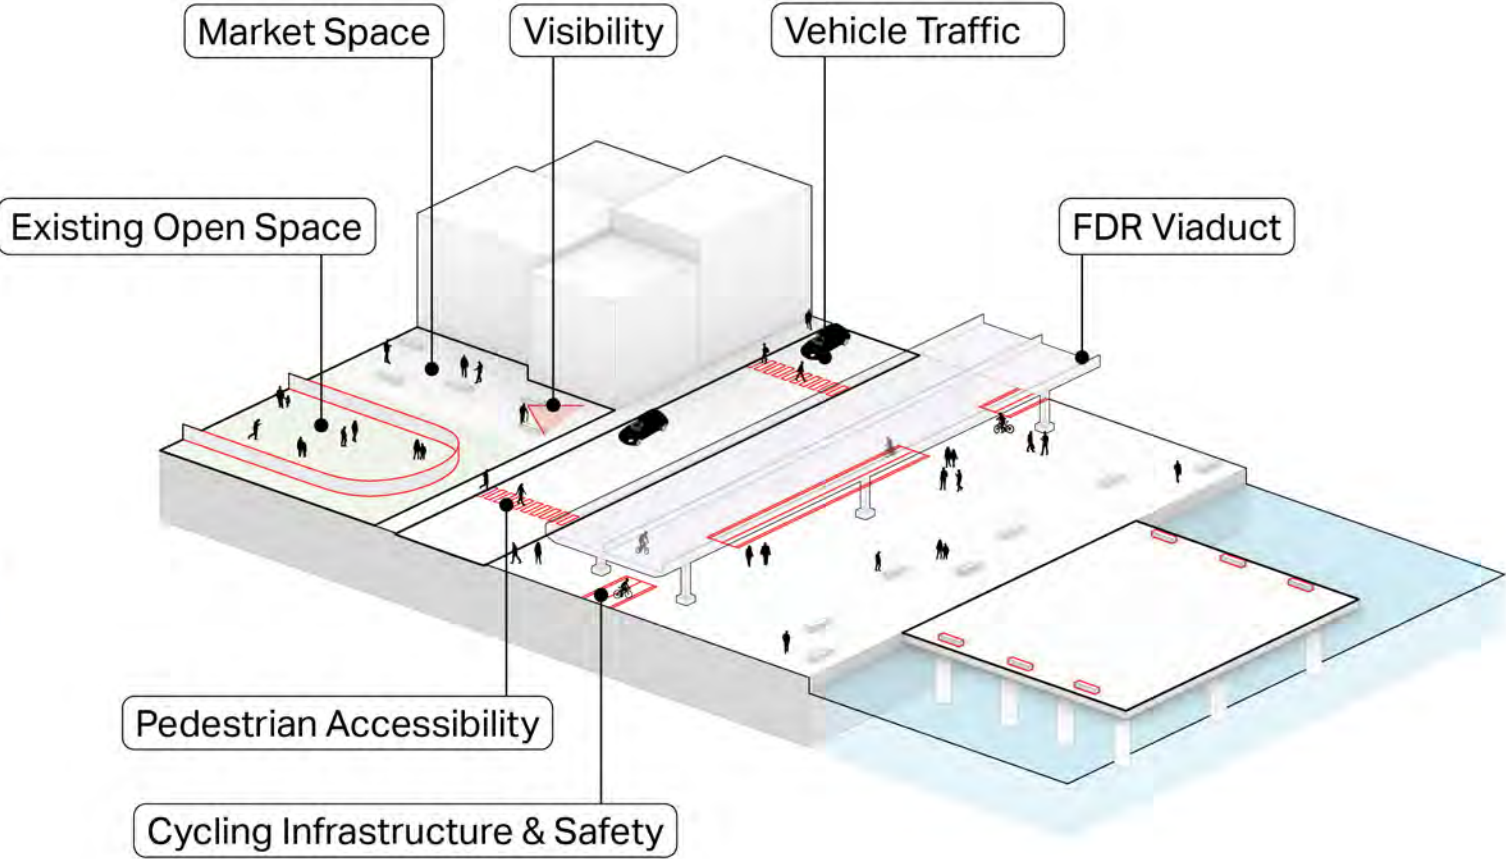 Market Space
Visibility
Vehicle Traffic
Existing Open Space
FDR Viaduct
Pedestrian Accessibility
Cycling Infrastructure & Safety